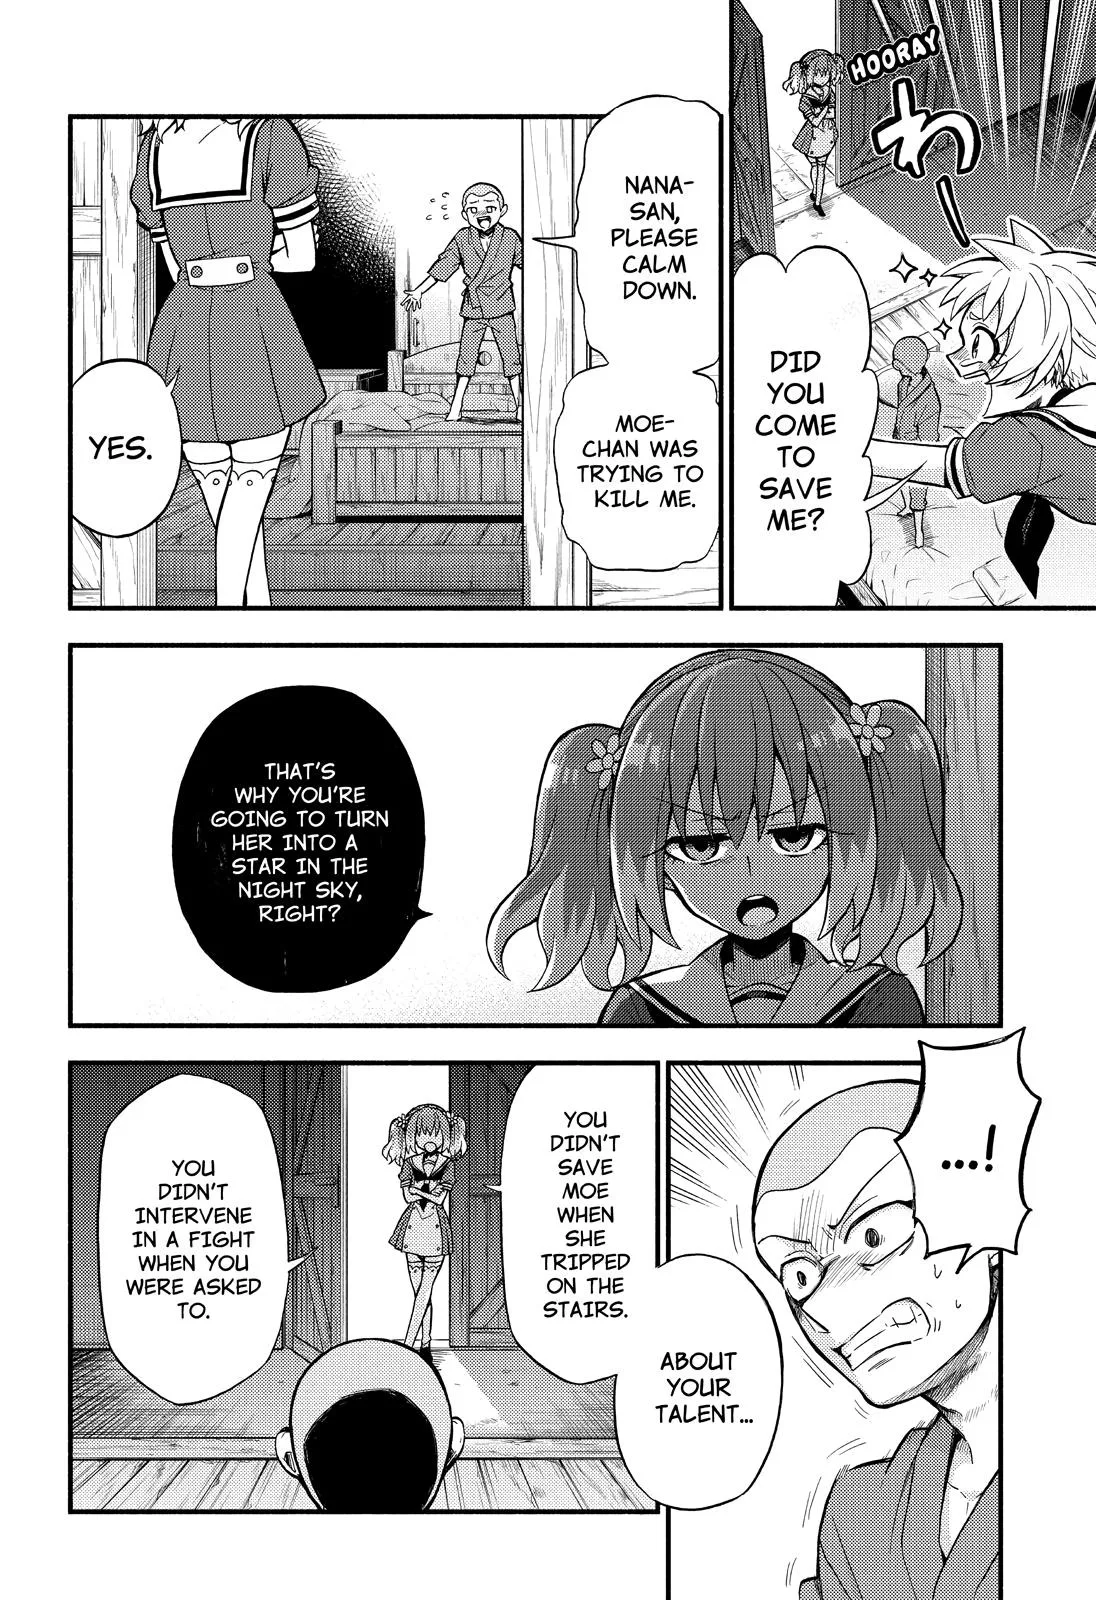 HOORAY
わー
DID
YOU
COME
TO
SAVE
ME?
NANA-
SAN,
PLEASE
CALM
DOWN.
MOE-
CHAN WAS
TRYING TO
KILL ME.
YES.
THAT'S
WHY YOU'RE
GOING TO TURN
HER INTO A
STAR IN THE
NIGHT SKY,
RIGHT?
...!
ABOUT
YOUR
TALENT...
YOU
DIDN'T
SAVE
MOE
WHEN
SHE
TRIPPED
ON THE
STAIRS.
YOU
DIDN'T
INTERVENE
IN A FIGHT
WHEN YOU
WERE ASKED
TO.